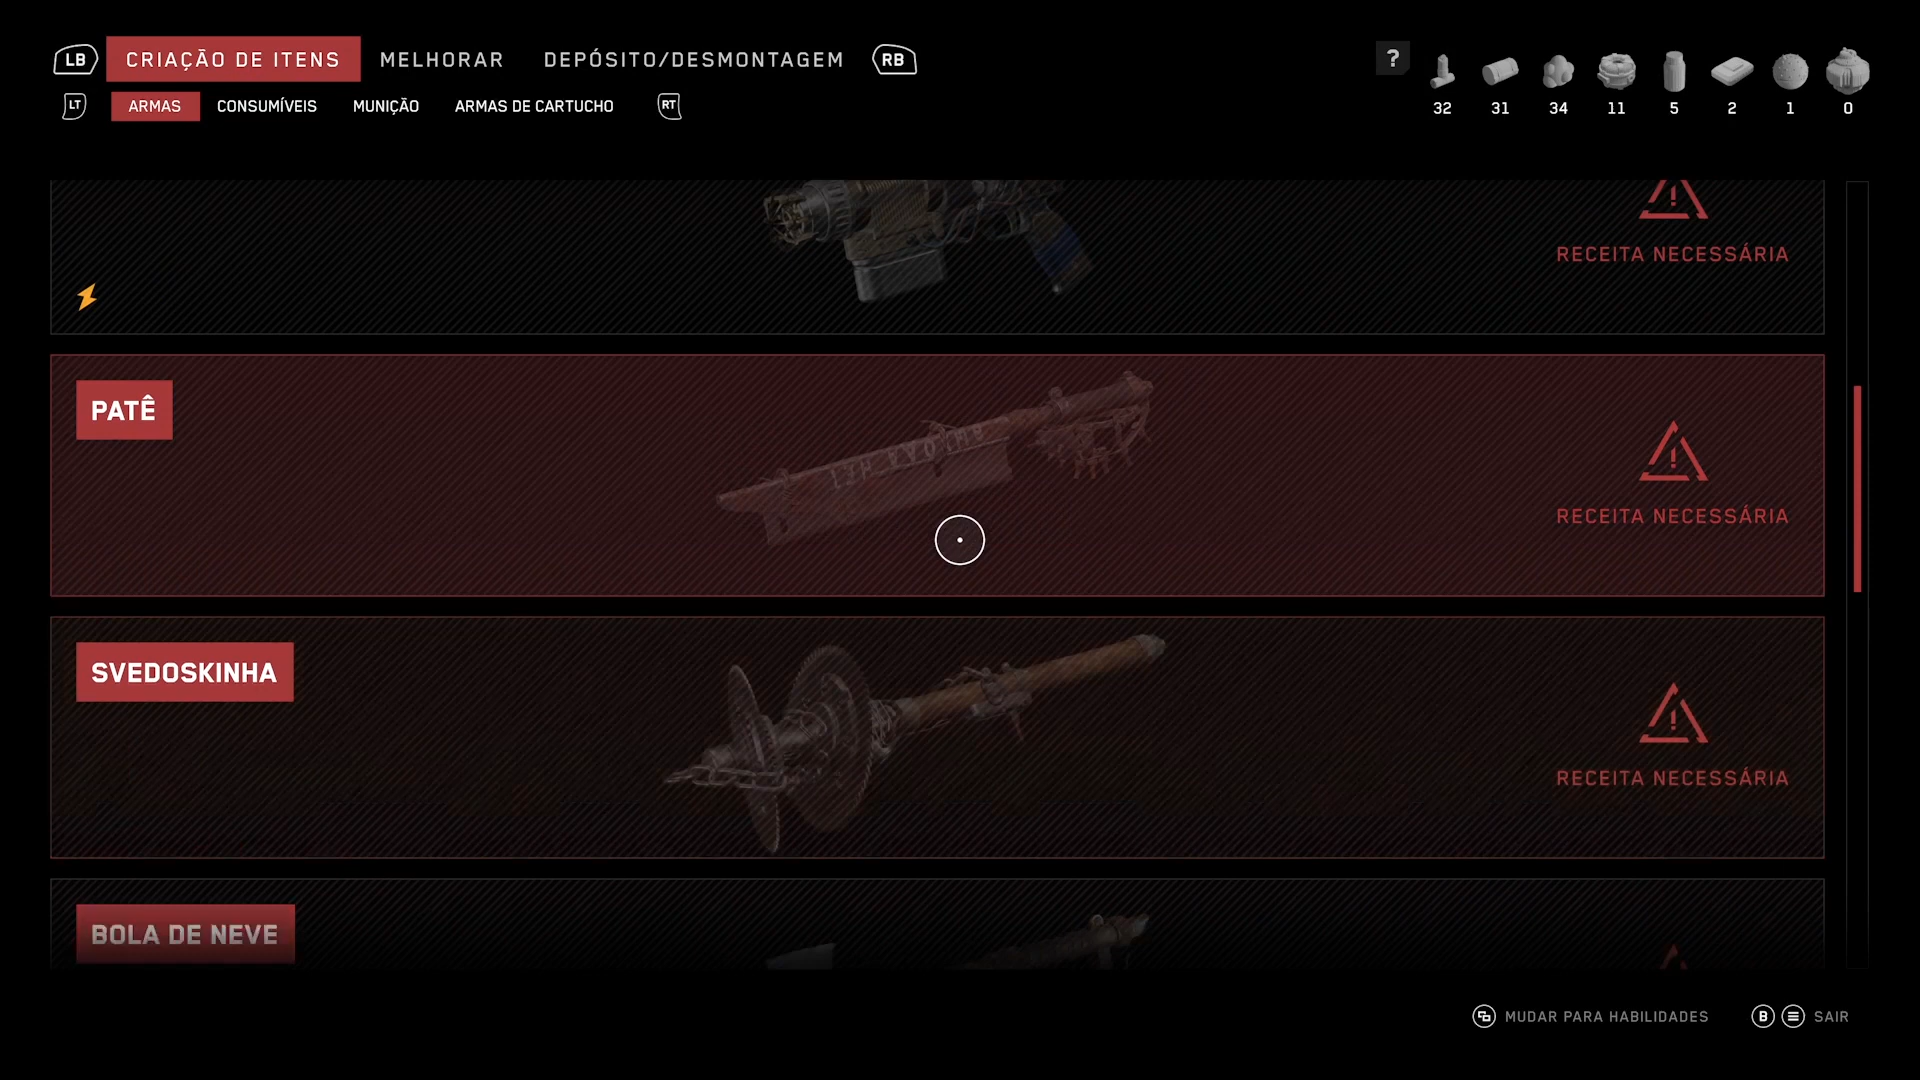 LB CRIAÇÃO DE ITENS MELHORAR DEPÓSITO/DESMONTAGEM RB
LT ARMAS CONSUMÍVEIS MUNIÇÃO ARMAS DE CARTUCHO RT
?
32 31 34 11 5 2 1 0
RECEITA NECESSÁRIA
PATÊ
RECEITA NECESSÁRIA
SVEDOSKINHA
RECEITA NECESSÁRIA
BOLA DE NEVE
MUDAR PARA HABILIDADES B SAIR